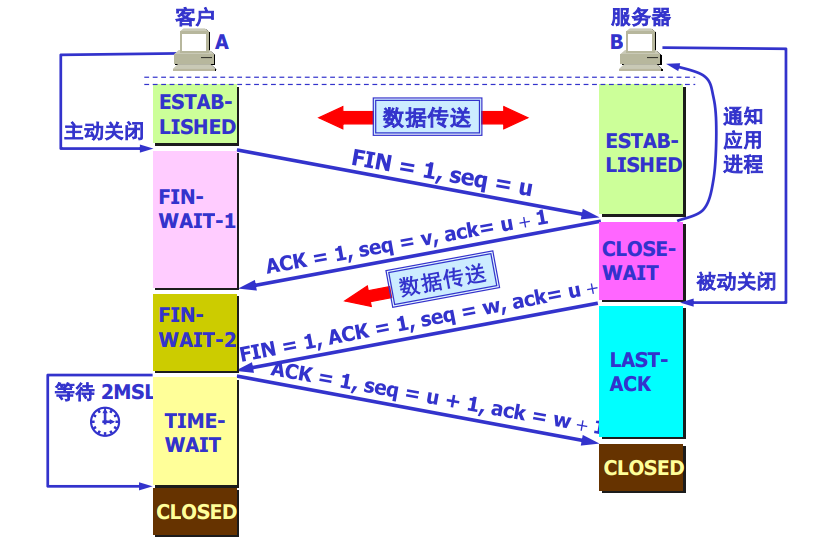 客户
服务器
A
B
ESTAB-
LISHED
数据传送
通知
应用
进程
主动关闭
ESTAB-
LISHED
FIN = 1, seq = u
FIN-
WAIT-1
ACK = 1, seq = v, ack= u + 1
CLOSE-
WAIT
数据传送
被动关闭
FIN-
WAIT-2
FIN = 1, ACK = 1, seq = w, ack= u +
LAST-
ACK
ACK = 1, seq = u + 1, ack = w + 1
等待 2MSL
TIME-
WAIT
CLOSED
CLOSED